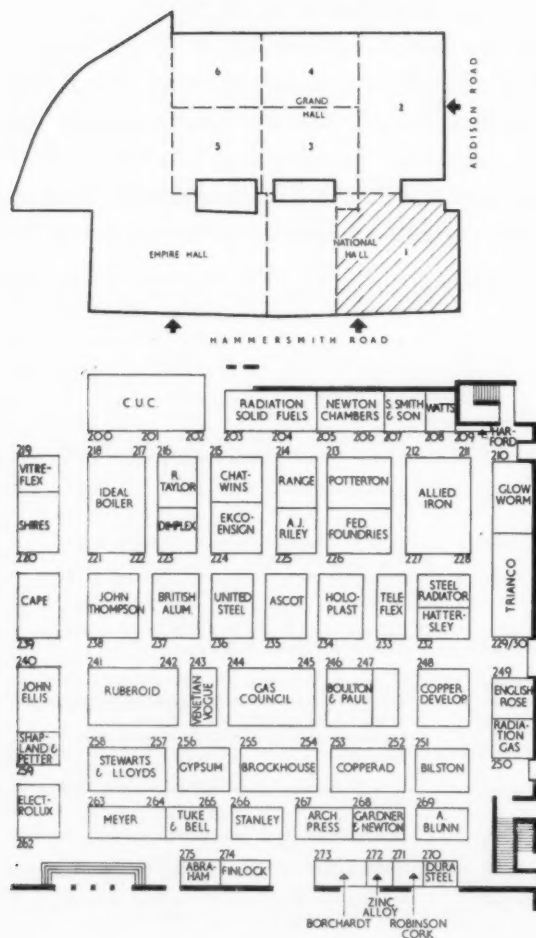 6
4
GRAND
HALL
2
5
3
ADDISON ROAD
EMPIRE HALL
NATIONAL
HALL
1
HAMMERSMITH ROAD
C.U.C.
RADIATION
SOLID FUELS
NEWTON
CHAMBERS
S. SMITH
& SON
WATTS
200 201 202 203 204 205 206 207 208 209
HAR-
FORD
219 218 217 216 215 214 213 212 211 210
VITRE-
FLEX
IDEAL
BOILER
R.
TAYLOR
CHAT-
WINS
RANGE
POTTERTON
ALLIED
IRON
GLOW
WORM
SHIRES
DIMPLEX
EKCO-
ENSIGN
A.J.
RILEY
FED
FOUNDRIES
220 221 222 223 224 225 226 227 228
CAPE
JOHN
THOMPSON
BRITISH
ALUM.
UNITED
STEEL
ASCOT
HOLO-
PLAST
TELE-
FLEX
STEEL
RADIATOR
HATTER-
SLEY
TRIANCO
239 238 237 236 235 234 233 232 229/30
240 241 242 243 244 245 246 247 248 249
JOHN
ELLIS
RUBEROID
VENETIAN
VOGUE
GAS
COUNCIL
BOULTON
& PAUL
COPPER
DEVELOP
ENGLISH
ROSE
SHAP-
LAND &
PETTER
RADIA-
TION
GAS
259 258 257 256 255 254 253 252 251 250
STEWARTS
& LLOYDS
GYPSUM
BROCKHOUSE
COPPERAD
BILSTON
ELECT-
ROLUX
262 263 264 265 266 267 268 269
MEYER
TUKE
& BELL
STANLEY
ARCH
PRESS
GARDNER
& NEWTON
A.
BLUNN
275 274 273 272 271 270
ABRA-
HAM
FINLOCK
DURA
STEEL
ZINC
ALLOY
BORCHARDT
ROBINSON
CORK